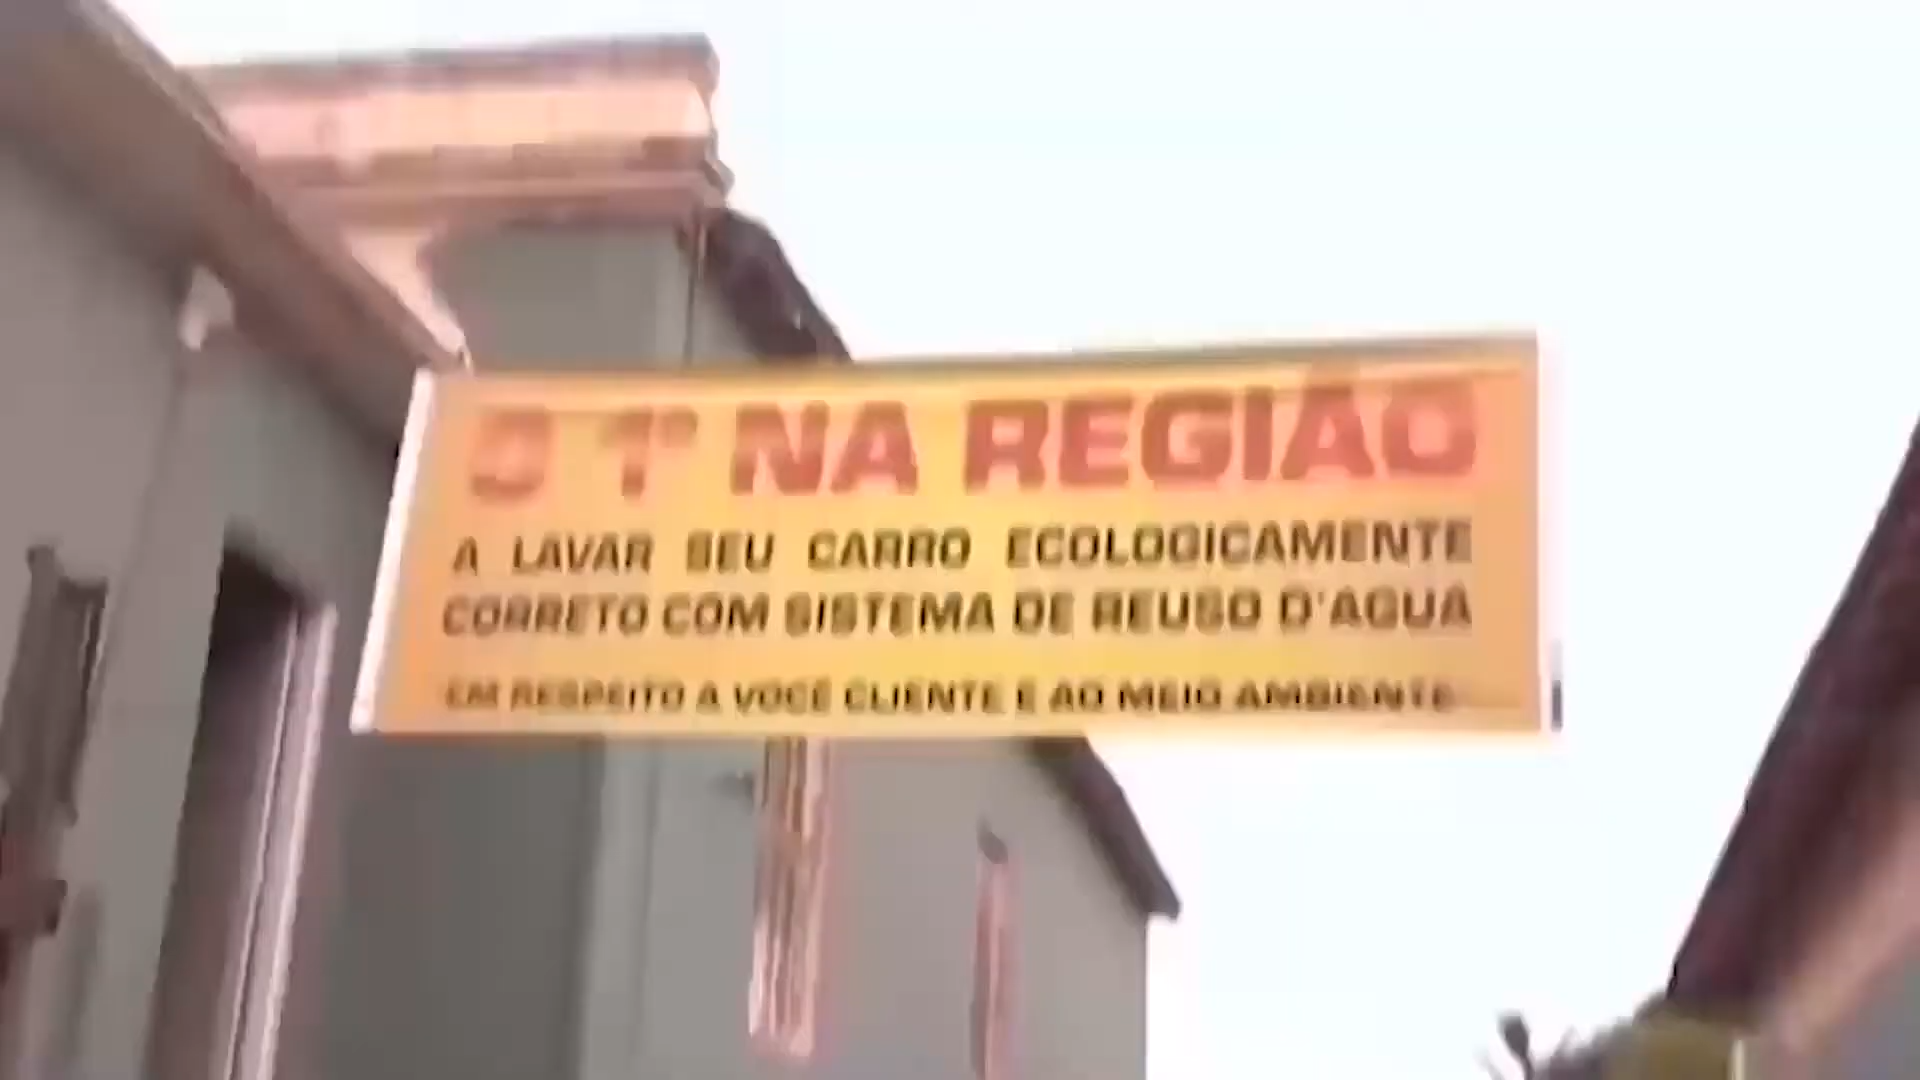 O 1º NA REGIÃO
A LAVAR SEU CARRO ECOLOGICAMENTE
CORRETO COM SISTEMA DE REUSO D'AGUA
EM RESPEITO A VOCÊ CLIENTE E AO MEIO AMBIENTE